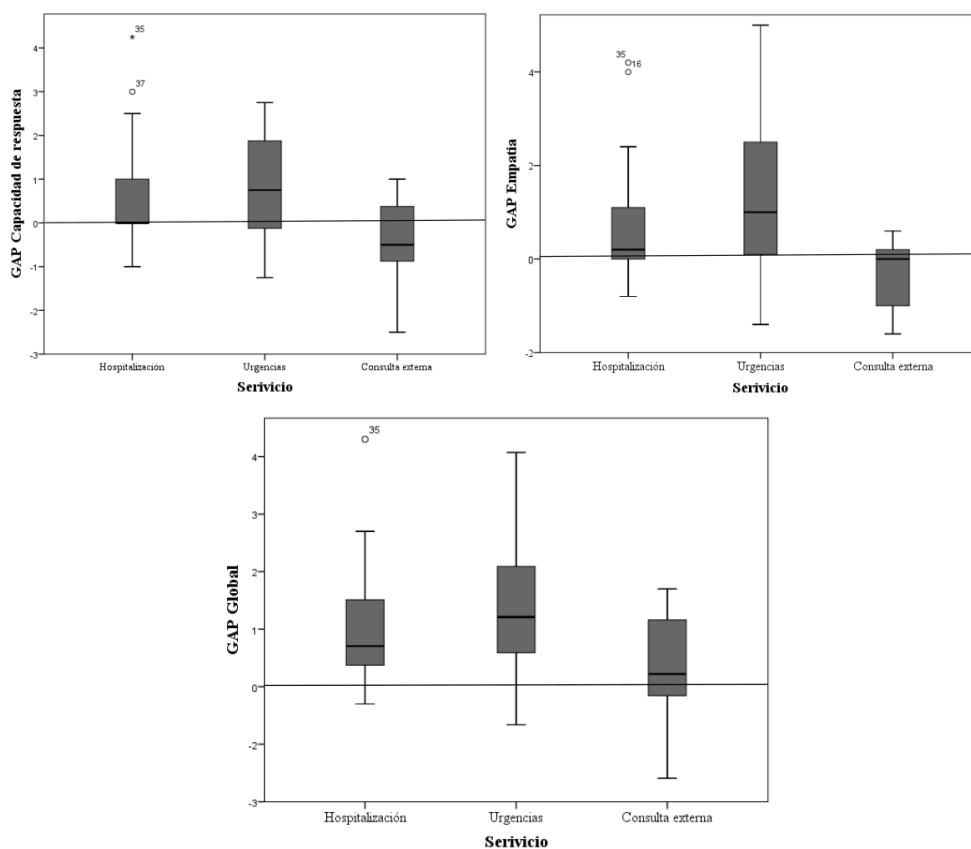 GAP Capacidad de respuesta
4
3
2
1
0
-1
-2
-3
35
37
Hospitalización
Urgencias
Consulta externa
Serivicio
GAP Empatia
4
2
0
-2
35
16
Hospitalización
Urgencias
Consulta externa
Serivicio
GAP Global
4
3
2
1
0
-2
-3
35
Hospitalización
Urgencias
Consulta externa
Serivicio